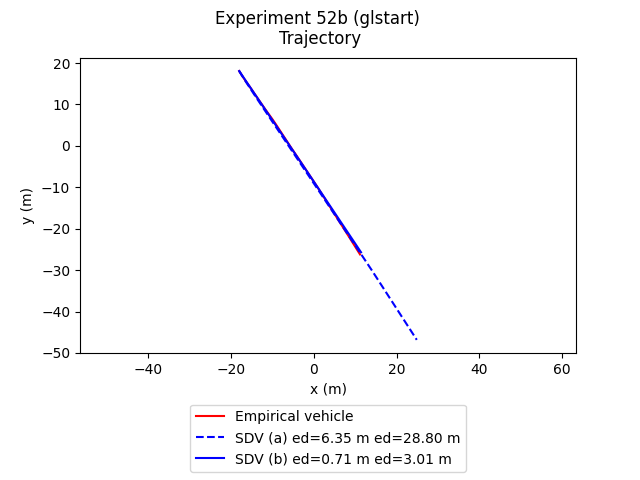 Experiment 52b (glstart)
Trajectory
20
10
0
−10
−20
−30
−40
−50
y (m)
−40 −20 0 20 40 60
x (m)
Empirical vehicle
SDV (a) ed=6.35 m ed=28.80 m
SDV (b) ed=0.71 m ed=3.01 m